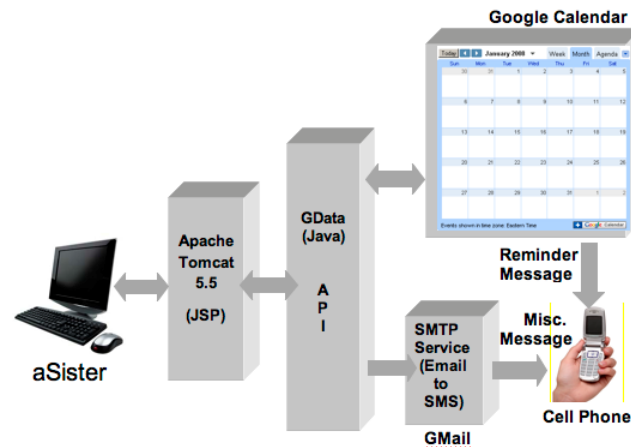 Google Calendar
Today January 2008 Week Month Agenda
Sun Mon Tue Wed Thu Fri Sat
30 31 1 2 3 4 5
6 7 8 9 10 11 12
13 14 15 16 17 18 19
20 21 22 23 24 25 26
27 28 29 30 31 1 2
Events shown in time zone: Eastern Time
Google Calendar
Apache
Tomcat
5.5
(JSP)
GData
(Java)
A
P
I
aSister
Reminder
Message
SMTP
Service
(Email
to
SMS)
GMail
Misc.
Message
Cell Phone